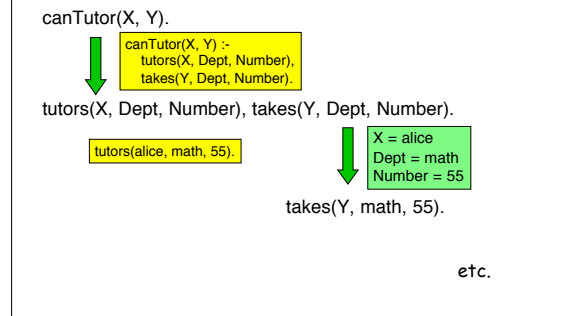 canTutor(X, Y).
canTutor(X, Y) :-
tutors(X, Dept, Number),
takes(Y, Dept, Number).
tutors(X, Dept, Number), takes(Y, Dept, Number).
tutors(alice, math, 55).
X = alice
Dept = math
Number = 55
takes(Y, math, 55).
etc.